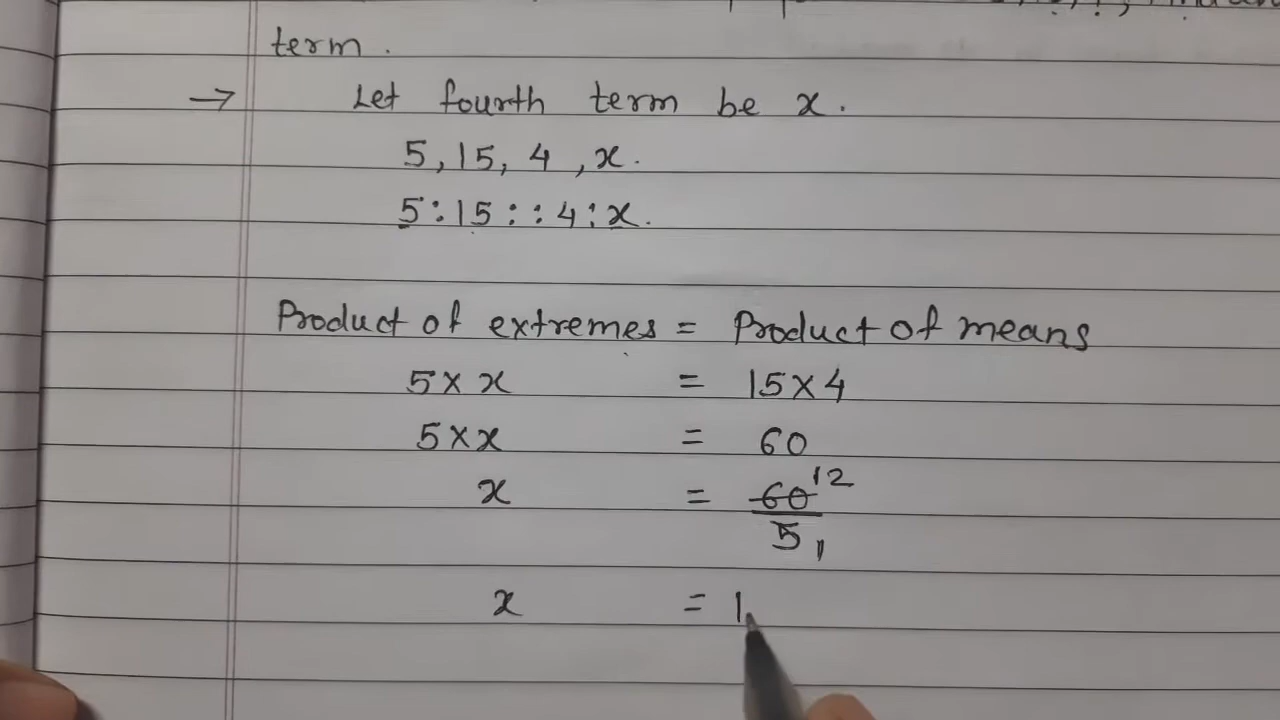 term.
→ Let fourth term be x.
5, 15, 4, x.
5:15::4:x.
Product of extremes = Product of means
5 × x = 15 × 4
5 × x = 60
x = 60 12
5 1
x = 1